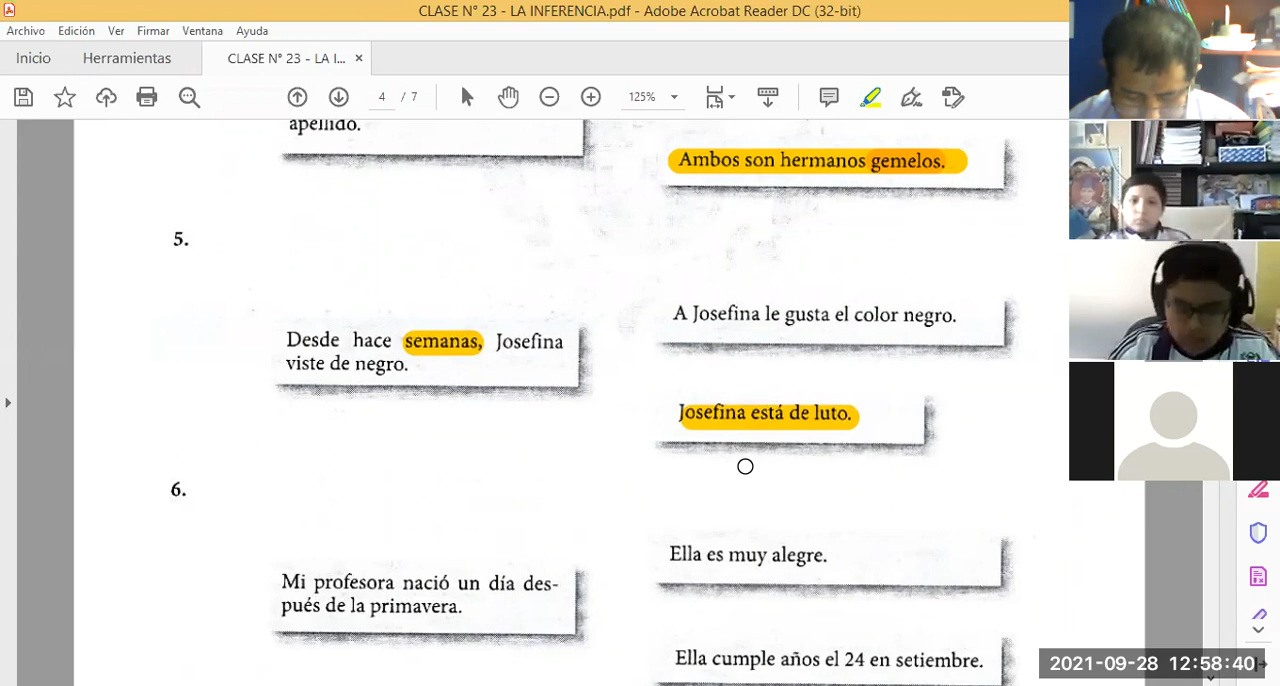 CLASE N° 23 - LA INFERENCIA.pdf - Adobe Acrobat Reader DC (32-bit)
Archivo Edición Ver Firmar Ventana Ayuda
Inicio Herramientas CLASE N° 23 - LA I... ×
4 / 7 125%
apellido.
Ambos son hermanos gemelos.
5.
A Josefina le gusta el color negro.
Desde hace semanas, Josefina
viste de negro.
Josefina está de luto.
6.
Ella es muy alegre.
Mi profesora nació un día des-
pués de la primavera.
Ella cumple años el 24 en setiembre.
2021-09-28 12:58:40